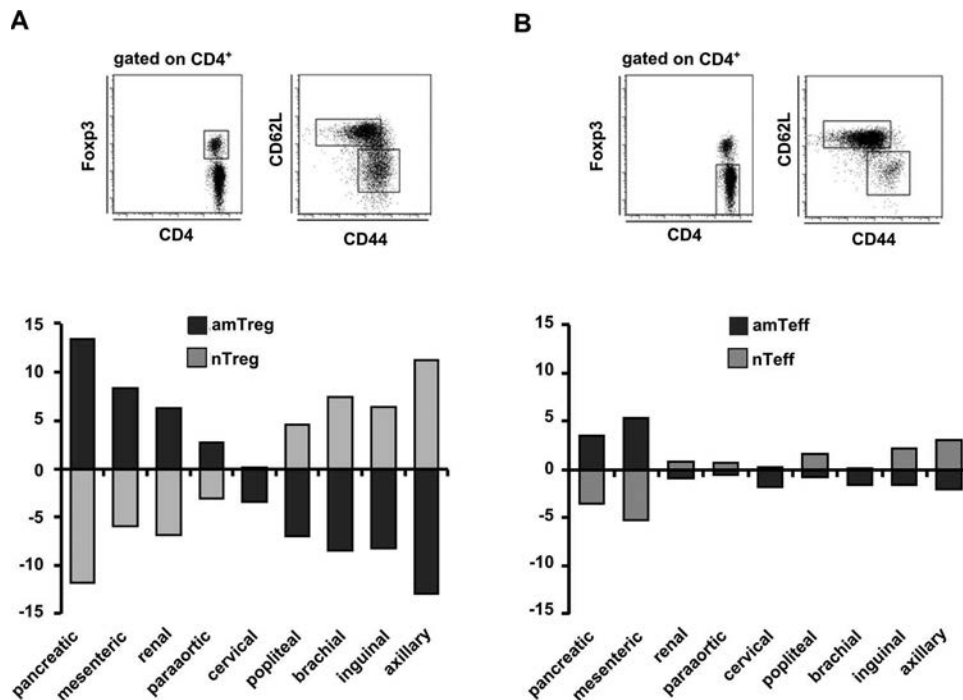 A
gated on CD4⁺
Foxp3
CD4
CD62L
CD44
B
gated on CD4⁺
Foxp3
CD4
CD62L
CD44
15
10
5
0
-5
-10
-15
amTreg
nTreg
pancreatic
mesenteric
renal
paraaortic
cervical
popliteal
brachial
inguinal
axillary
15
10
5
0
-5
-10
-15
amTeff
nTeff
pancreatic
mesenteric
renal
paraaortic
cervical
popliteal
brachial
inguinal
axillary